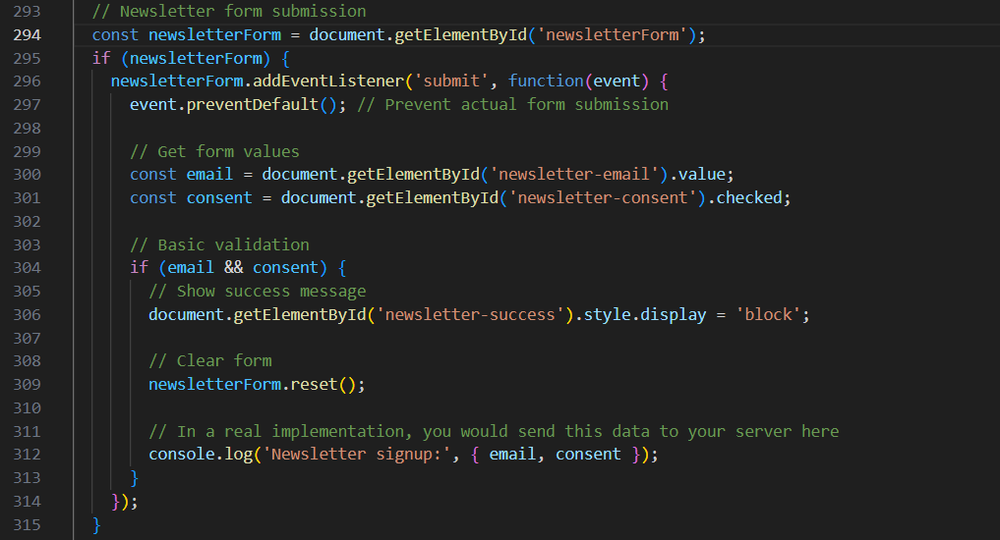 293 // Newsletter form submission
294 const newsletterForm = document.getElementById('newsletterForm');
295 if (newsletterForm) {
296 newsletterForm.addEventListener('submit', function(event) {
297 event.preventDefault(); // Prevent actual form submission
298
299 // Get form values
300 const email = document.getElementById('newsletter-email').value;
301 const consent = document.getElementById('newsletter-consent').checked;
302
303 // Basic validation
304 if (email && consent) {
305 // Show success message
306 document.getElementById('newsletter-success').style.display = 'block';
307
308 // Clear form
309 newsletterForm.reset();
310
311 // In a real implementation, you would send this data to your server here
312 console.log('Newsletter signup:', { email, consent });
313 }
314 });
315 }